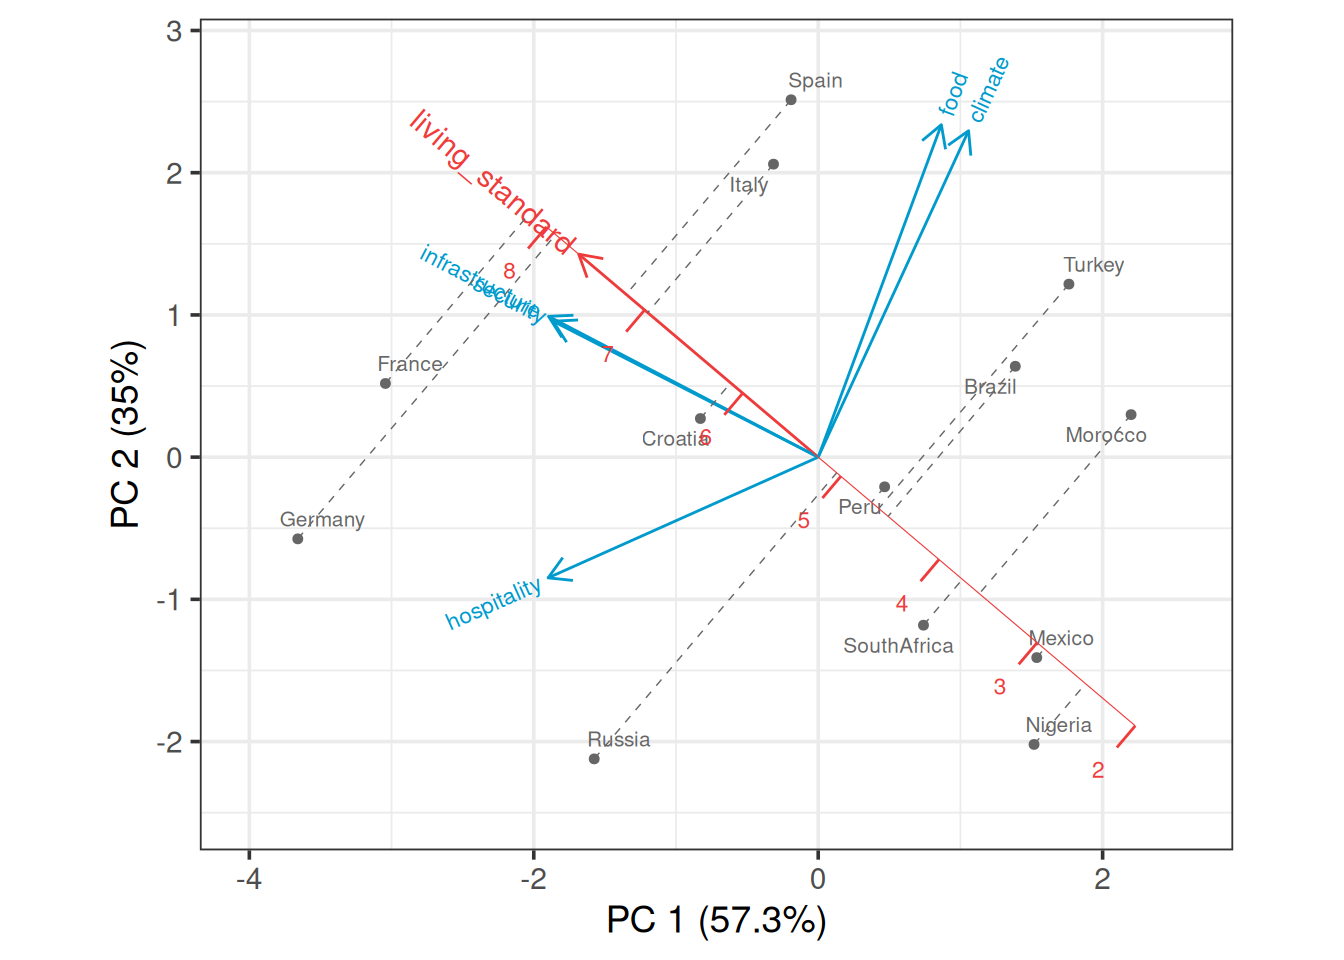 3
2
1
0
-1
-2
PC 2 (35%)
-4
-2
0
2
PC 1 (57.3%)
Spain
Italy
food
climate
living_standard
infrastructure
security
8
Turkey
7
France
Brazil
Croatia
6
Morocco
Peru
5
Germany
hospitality
4
SouthAfrica
Mexico
3
Nigeria
Russia
2